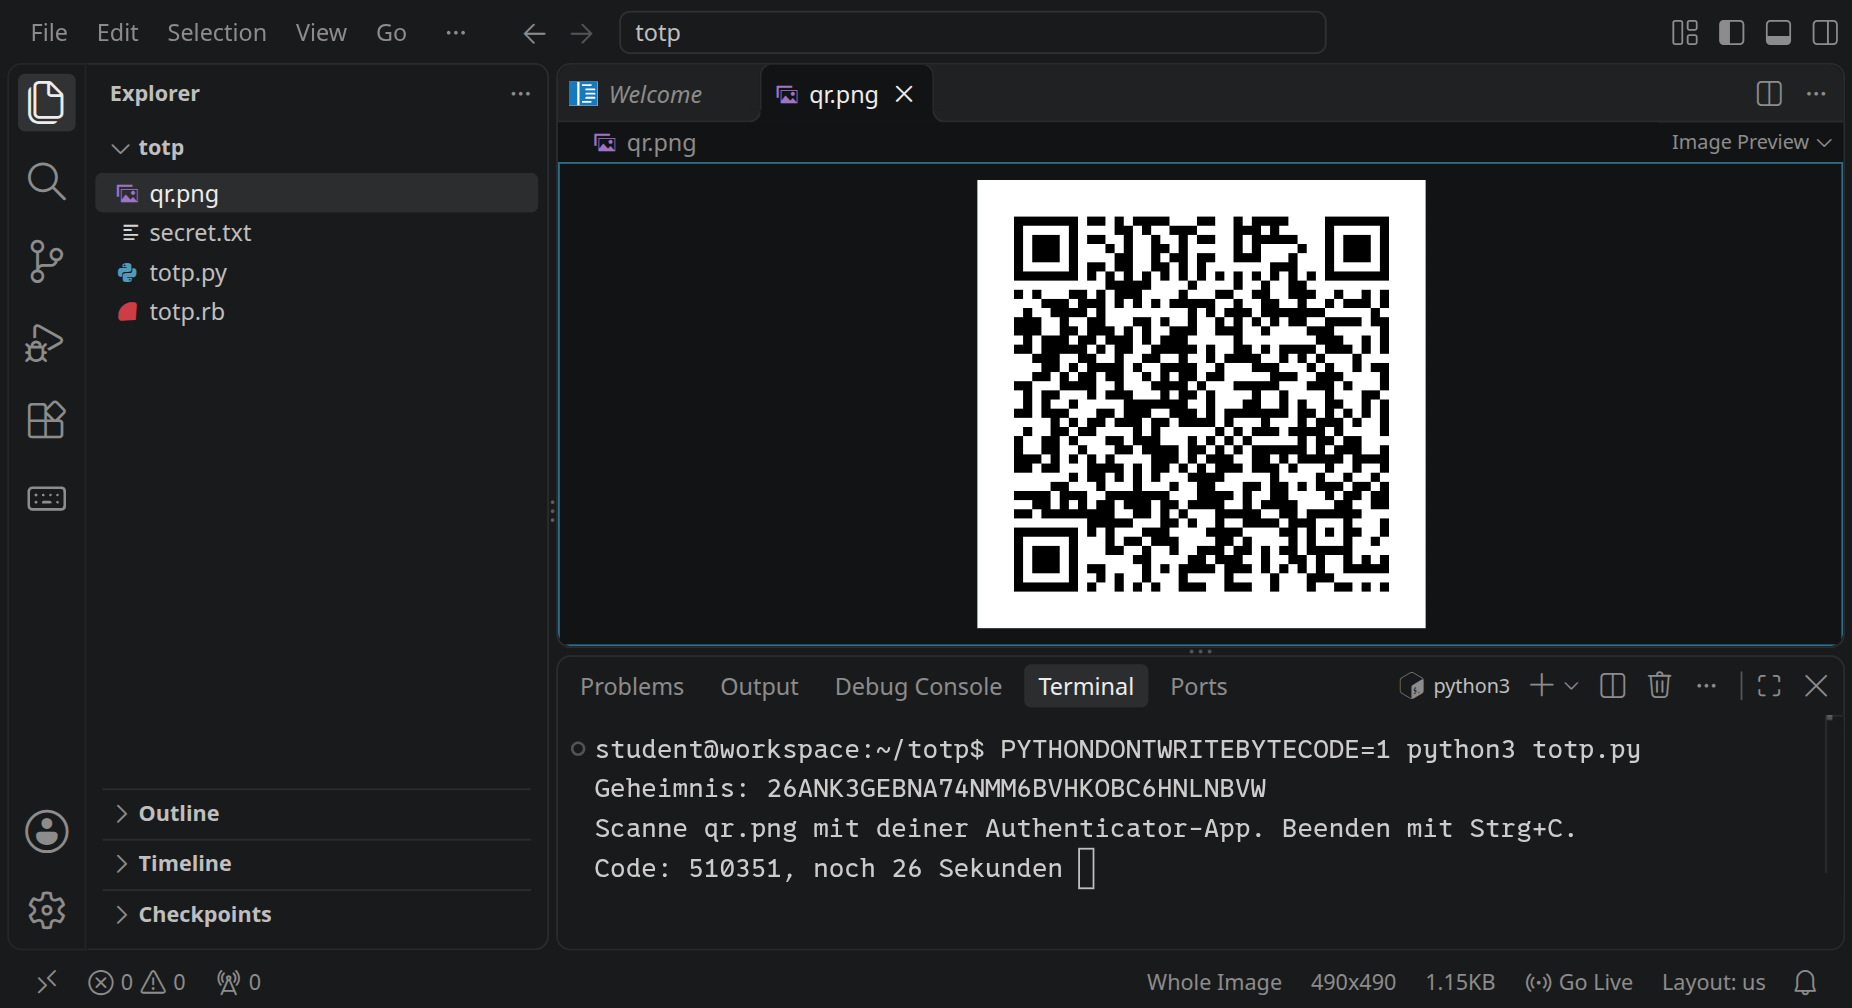 File Edit Selection View Go
totp
Explorer
totp
qr.png
secret.txt
totp.py
totp.rb
Outline
Timeline
Checkpoints
Welcome
qr.png
qr.png
Image Preview
Problems Output Debug Console Terminal Ports
python3
student@workspace:~/totp$ PYTHONDONTWRITEBYTECODE=1 python3 totp.py
Geheimnis: 26ANK3GEBNA74NMM6BVHKOBC6HNLNBVW
Scanne qr.png mit deiner Authenticator-App. Beenden mit Strg+C.
Code: 510351, noch 26 Sekunden
0 0 0
Whole Image 490x490 1.15KB Go Live Layout: us